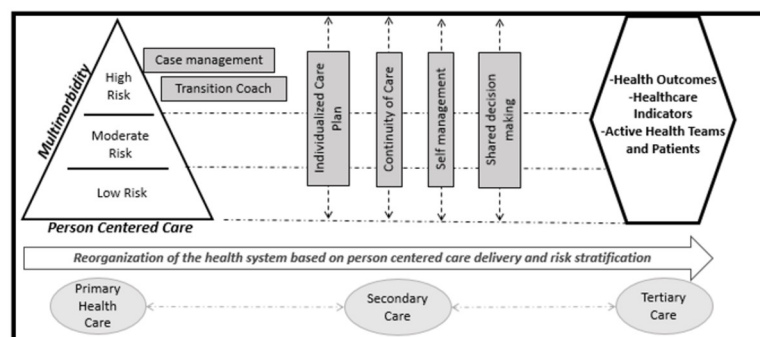 Multimorbidity
High
Risk
Moderate
Risk
Low Risk
Person Centered Care
Case management
Transition Coach
Individualized Care
Plan
Continuity of Care
Self management
Shared decision
making
-Health Outcomes
-Healthcare
Indicators
-Active Health Teams
and Patients
Reorganization of the health system based on person centered care delivery and risk stratification
Primary
Health
Care
Secondary
Care
Tertiary
Care